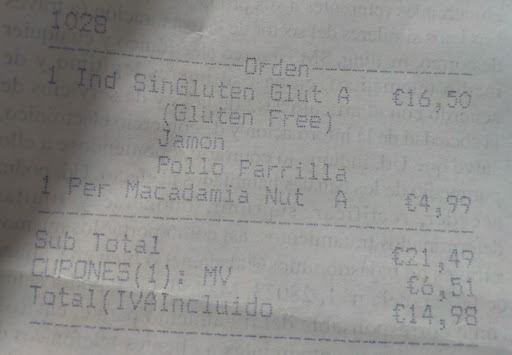 1028
Orden
1 Ind SinGluten Glut A €16,50
(Gluten Free)
Jamon
Pollo Parrilla
1 Per Macadamia Nut A €4,99
Sub Total €21,49
CUPONES(1): MV €6,51
Total(IVAIncluido €14,98